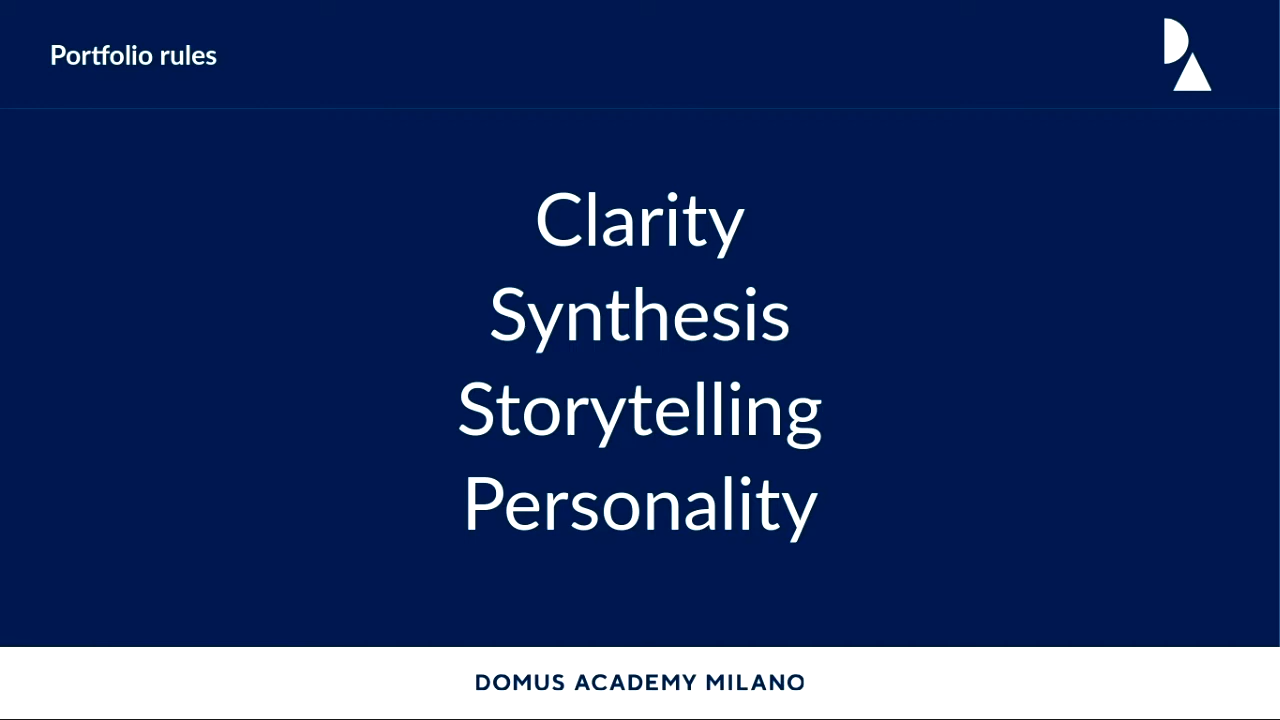 Portfolio rules
Clarity
Synthesis
Storytelling
Personality
DOMUS ACADEMY MILANO